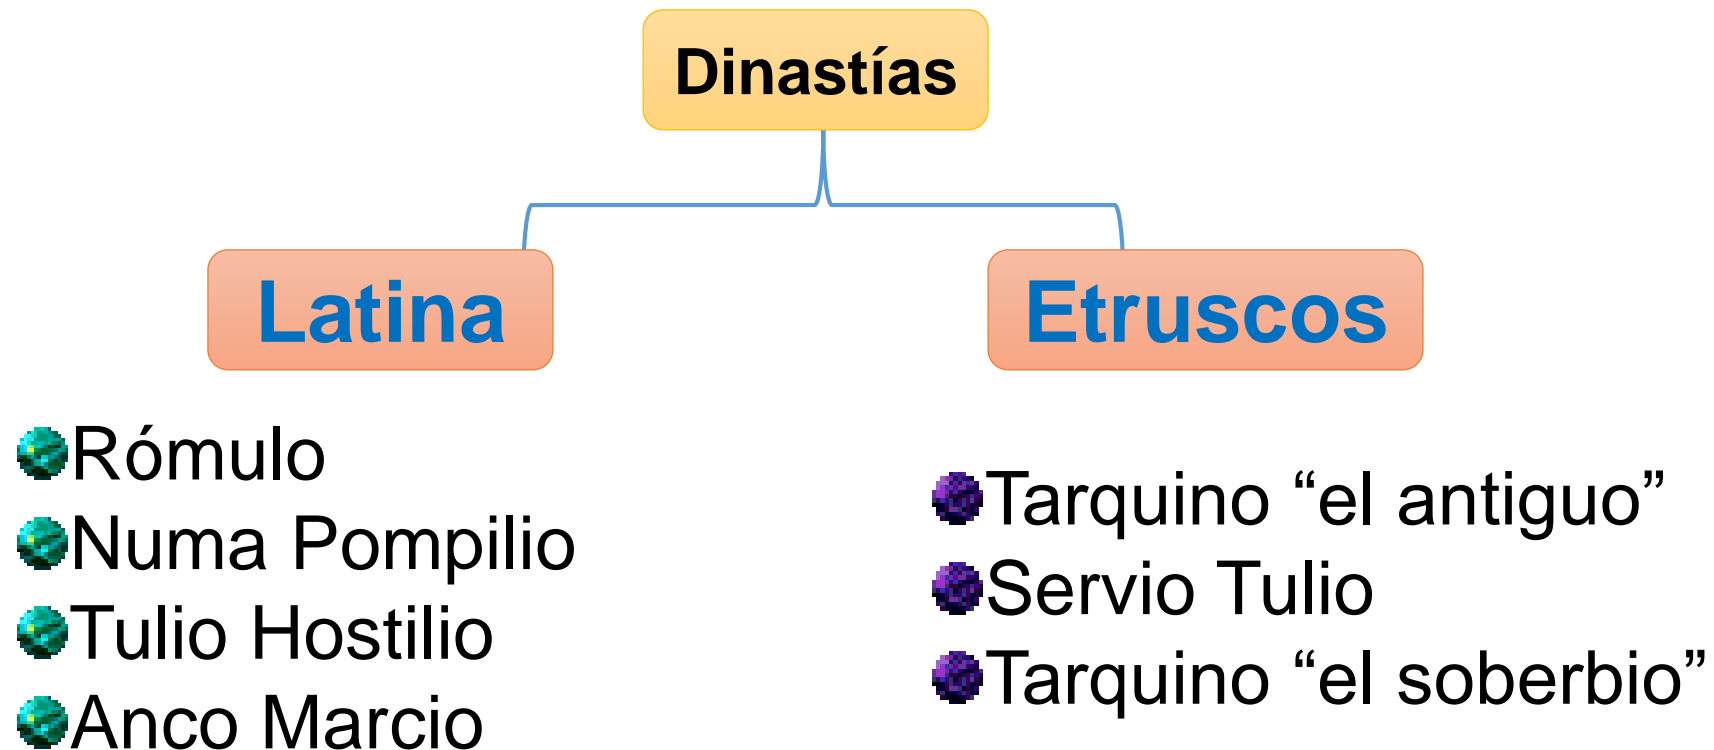 Dinastías
Latina
Rómulo
Numa Pompilio
Tulio Hostilio
Anco Marcio
Etruscos
Tarquino “el antiguo”
Servio Tulio
Tarquino “el soberbio”